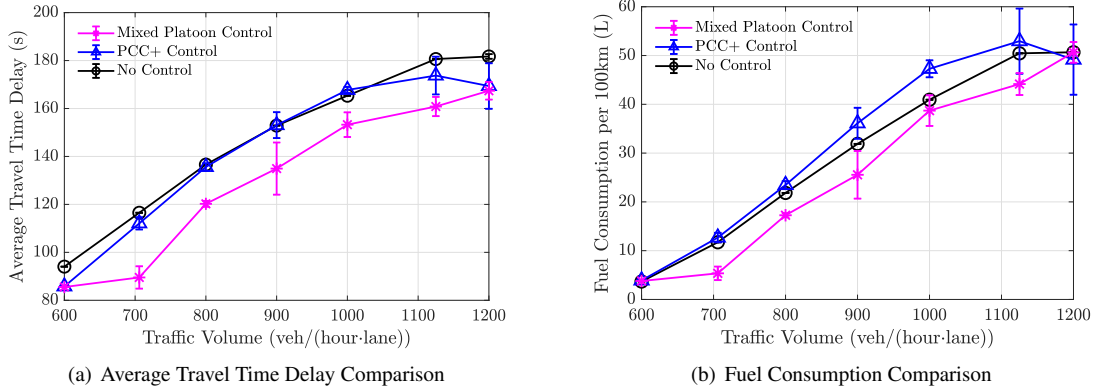 200
180
160
140
120
100
80
Average Travel Time Delay (s)
Mixed Platoon Control
PCC+ Control
No Control
600 700 800 900 1000 1100 1200
Traffic Volume (veh/(hour·lane))
(a) Average Travel Time Delay Comparison
60
50
40
30
20
10
0
Fuel Consumption per 100km (L)
Mixed Platoon Control
PCC+ Control
No Control
600 700 800 900 1000 1100 1200
Traffic Volume (veh/(hour·lane))
(b) Fuel Consumption Comparison